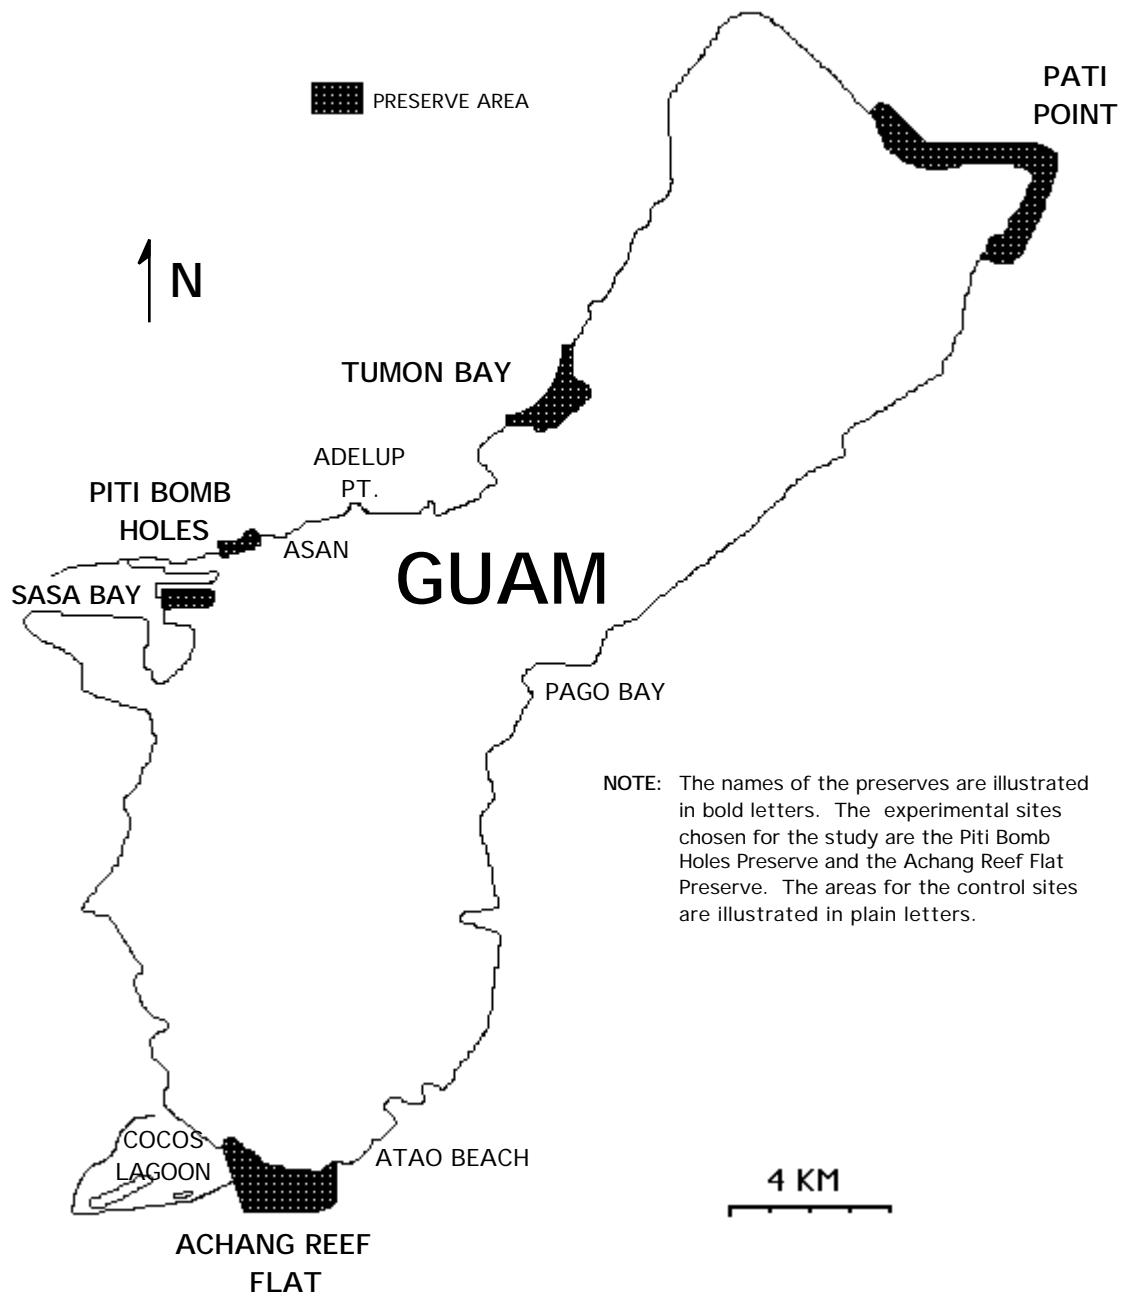 PATI
POINT
PRESERVE AREA
N
TUMON BAY
ADELUP
PT.
PITI BOMB
HOLES
ASAN
GUAM
SASA BAY
PAGO BAY
NOTE: The names of the preserves are illustrated
in bold letters. The experimental sites
chosen for the study are the Piti Bomb
Holes Preserve and the Achang Reef Flat
Preserve. The areas for the control sites
are illustrated in plain letters.
COCOS
LAGOON
ATAO BEACH
4 KM
ACHANG REEF
FLAT